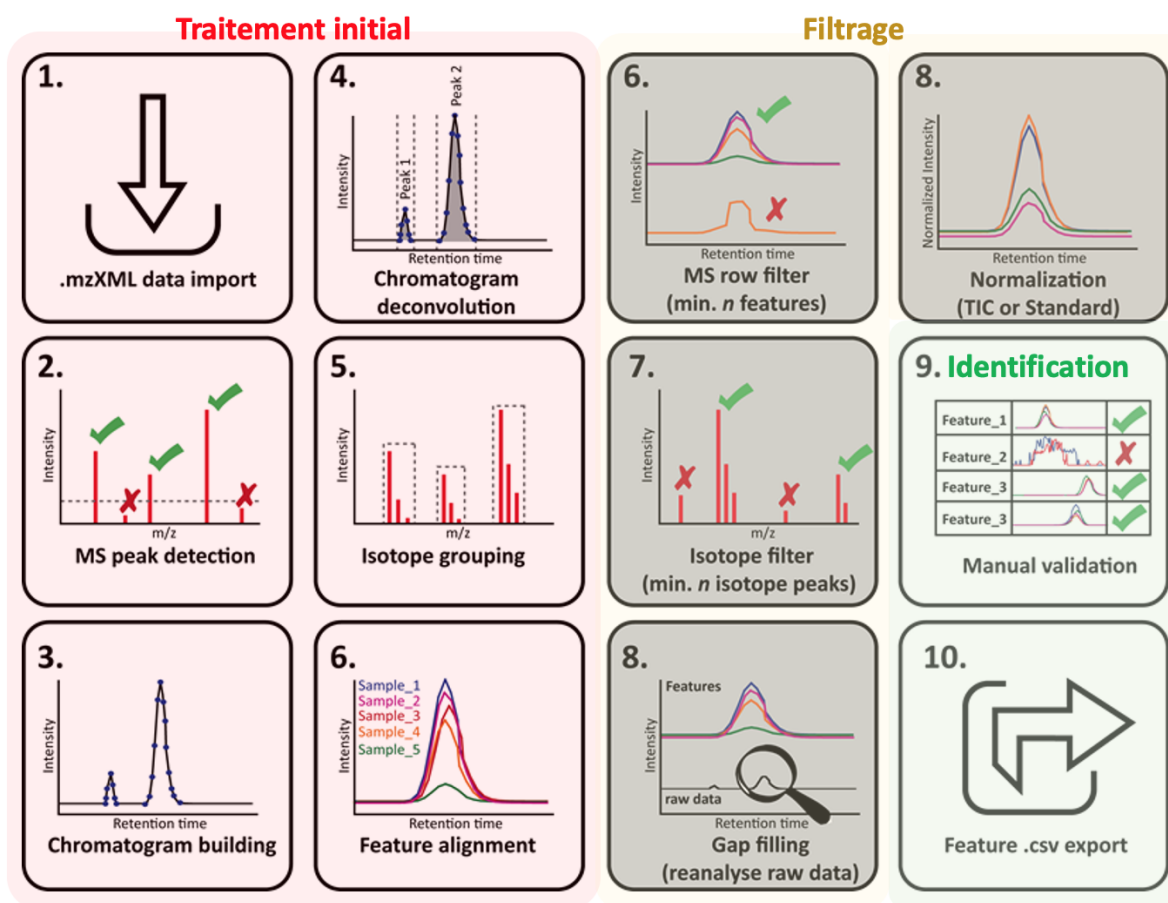 Traitement initial
Filtrage
1.
.mzXML data import
2.
Intensity
m/z
MS peak detection
3.
Intensity
Retention time
Chromatogram building
4.
Peak 1
Peak 2
Intensity
Retention time
Chromatogram
deconvolution
5.
Intensity
m/z
Isotope grouping
6.
Sample_1
Sample_2
Sample_3
Sample_4
Sample_5
Intensity
Retention time
Feature alignment
6.
Intensity
Retention time
MS row filter
(min. n features)
7.
Intensity
m/z
Isotope filter
(min. n isotope peaks)
8.
Features
Intensity
raw data
Retention time
Gap filling
(reanalyse raw data)
8.
Normalized Intensity
Retention time
Normalization
(TIC or Standard)
9. Identification
Feature_1
Feature_2
Feature_3
Feature_3
Manual validation
10.
Feature .csv export